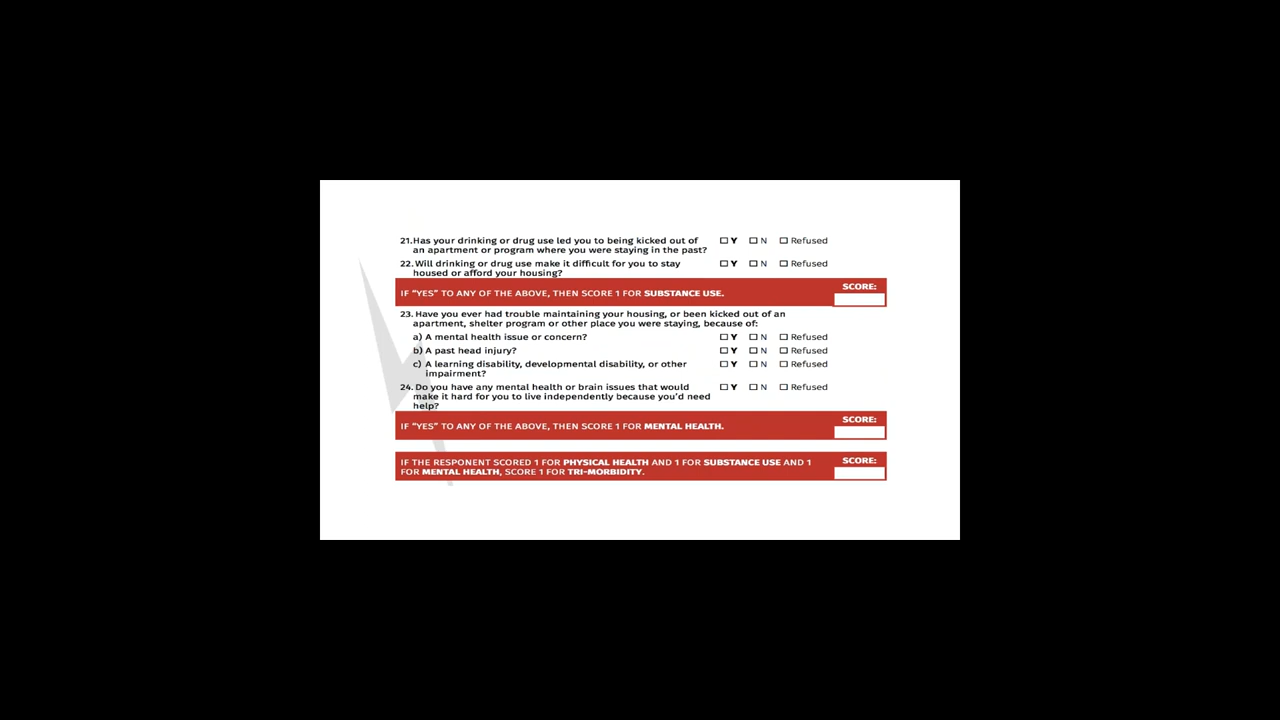 21.Has your drinking or drug use led you to being kicked out of ☐ Y ☐ N ☐ Refused
an apartment or program where you were staying in the past?
22.Will drinking or drug use make it difficult for you to stay ☐ Y ☐ N ☐ Refused
housed or afford your housing?
IF “YES” TO ANY OF THE ABOVE, THEN SCORE 1 FOR SUBSTANCE USE. SCORE:
23. Have you ever had trouble maintaining your housing, or been kicked out of an
apartment, shelter program or other place you were staying, because of:
a) A mental health issue or concern? ☐ Y ☐ N ☐ Refused
b) A past head injury? ☐ Y ☐ N ☐ Refused
c) A learning disability, developmental disability, or other ☐ Y ☐ N ☐ Refused
impairment?
24. Do you have any mental health or brain issues that would ☐ Y ☐ N ☐ Refused
make it hard for you to live independently because you’d need
help?
IF “YES” TO ANY OF THE ABOVE, THEN SCORE 1 FOR MENTAL HEALTH. SCORE:
IF THE RESPONENT SCORED 1 FOR PHYSICAL HEALTH AND 1 FOR SUBSTANCE USE AND 1 SCORE:
FOR MENTAL HEALTH, SCORE 1 FOR TRI-MORBIDITY.